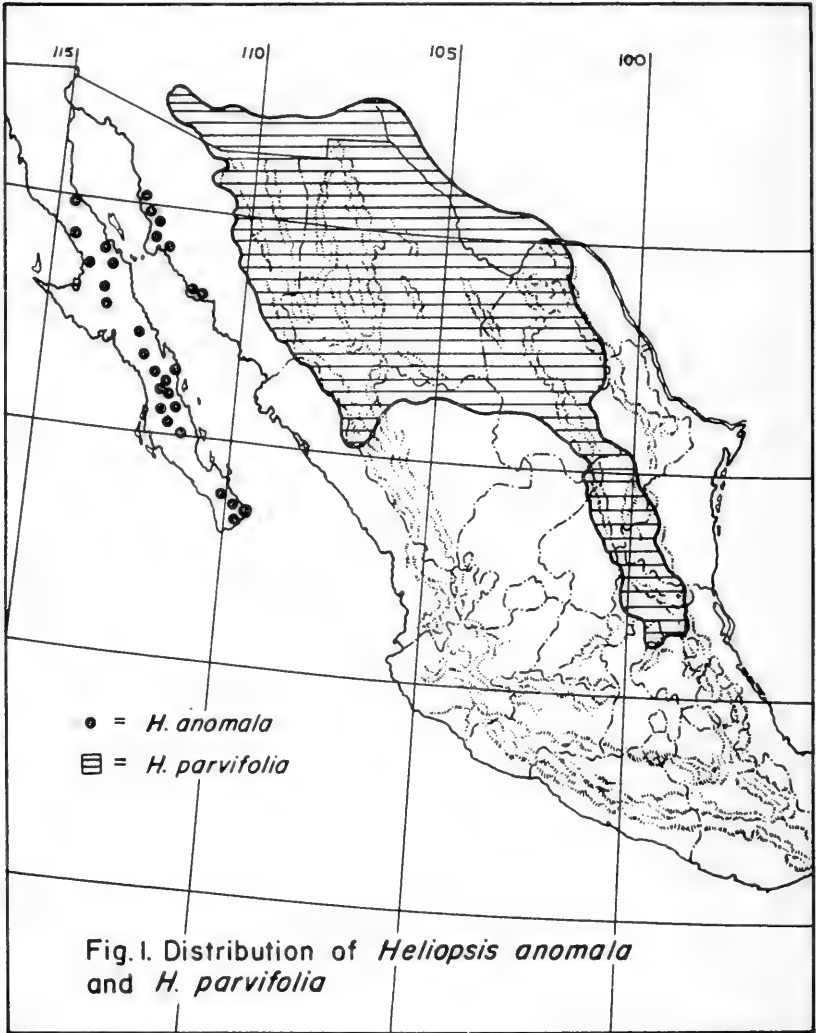 115 110 105 100
= H. anomala
= H. parvifolia
Fig. 1. Distribution of Heliopsis anomala
and H. parvifolia